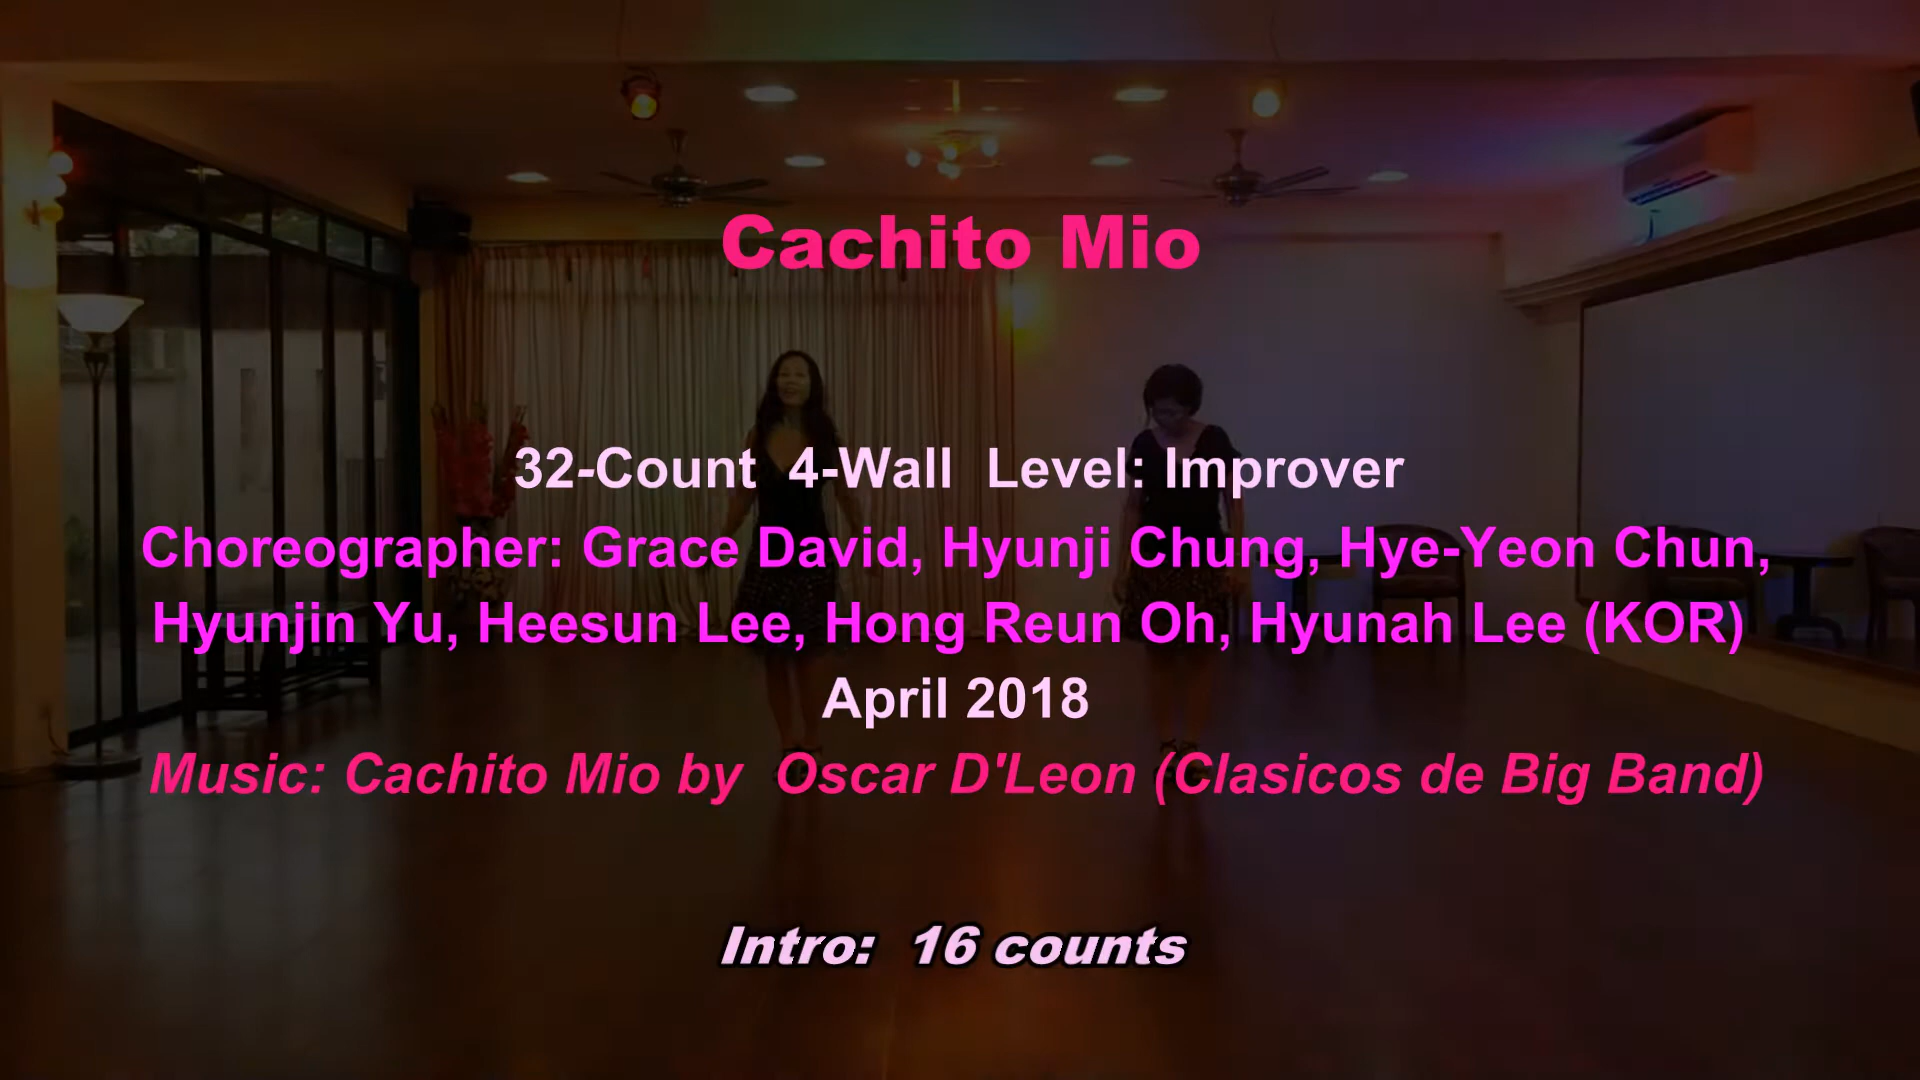 Cachito Mio
32-Count 4-Wall Level: Improver
Choreographer: Grace David, Hyunji Chung, Hye-Yeon Chun,
Hyunjin Yu, Heesun Lee, Hong Reun Oh, Hyunah Lee (KOR)
April 2018
Music: Cachito Mio by Oscar D'Leon (Clasicos de Big Band)
Intro: 16 counts